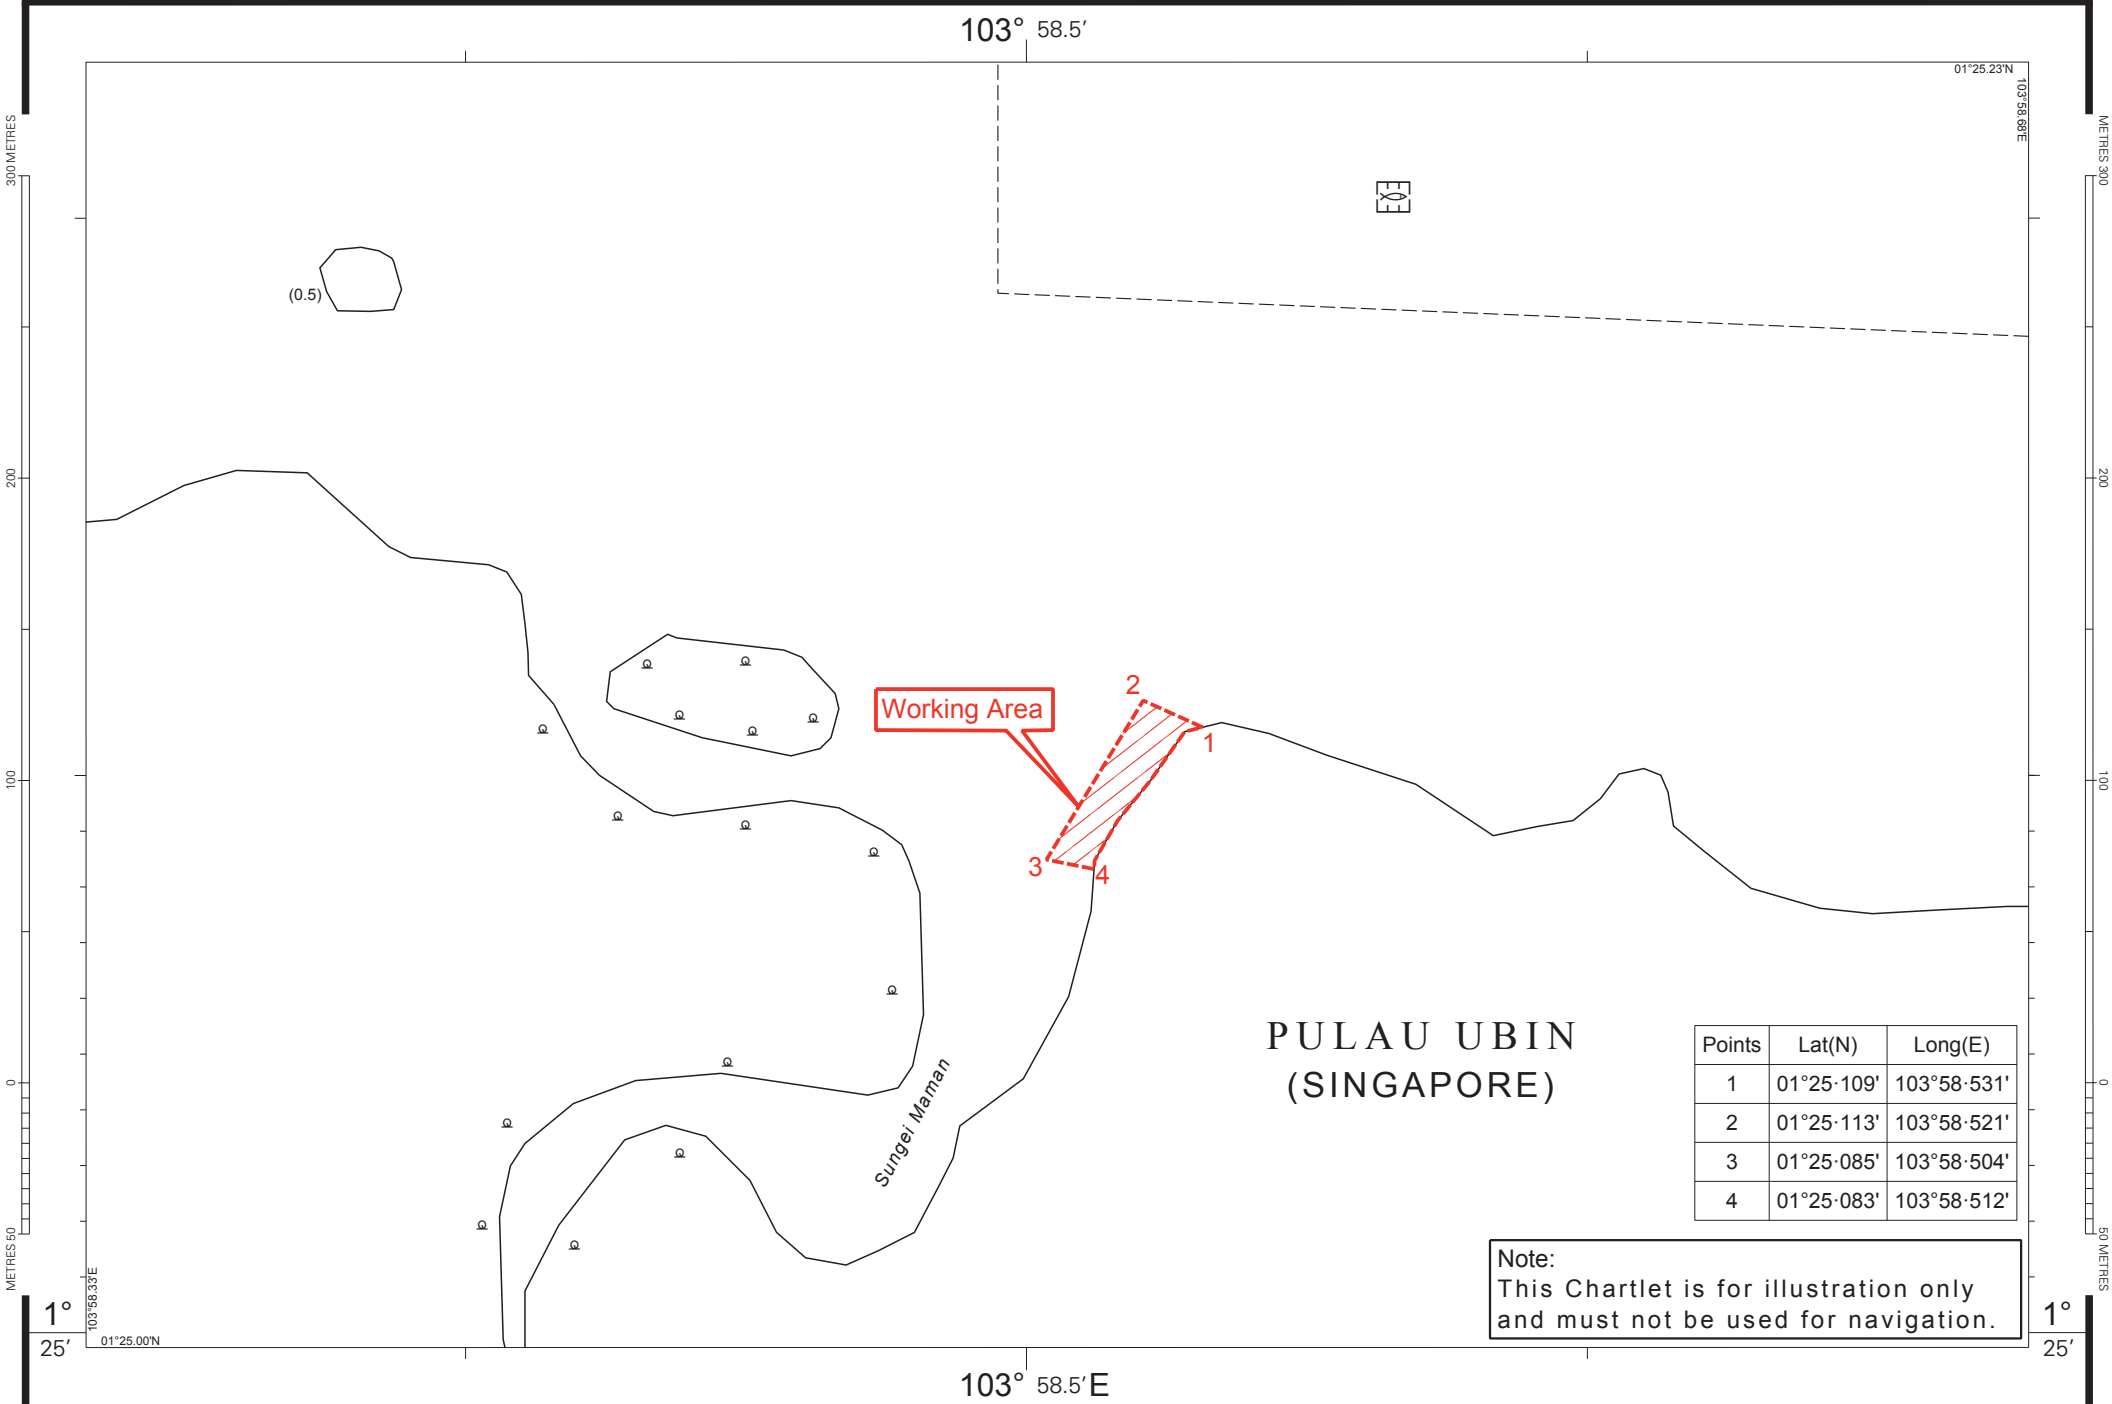 103° 58.5′
01°25.23'N
103°58.68'E
300 METRES
METRES 300
(0.5)
200
200
2
Working Area
1
100
100
3
4
PULAU UBIN
(SINGAPORE)
Sungei Maman
Points Lat(N) Long(E)
1 01°25·109' 103°58·531'
2 01°25·113' 103°58·521'
3 01°25·085' 103°58·504'
4 01°25·083' 103°58·512'
0
0
METRES 50
50 METRES
Note:
This Chartlet is for illustration only
and must not be used for navigation.
103°58.33'E
01°25.00'N
1°
25′
1°
25′
103° 58.5′E